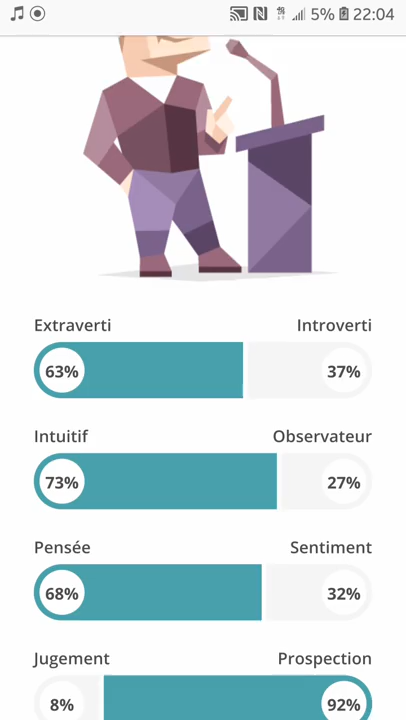 5% 22:04
Extraverti Introverti
63% 37%
Intuitif Observateur
73% 27%
Pensée Sentiment
68% 32%
Jugement Prospection
8% 92%